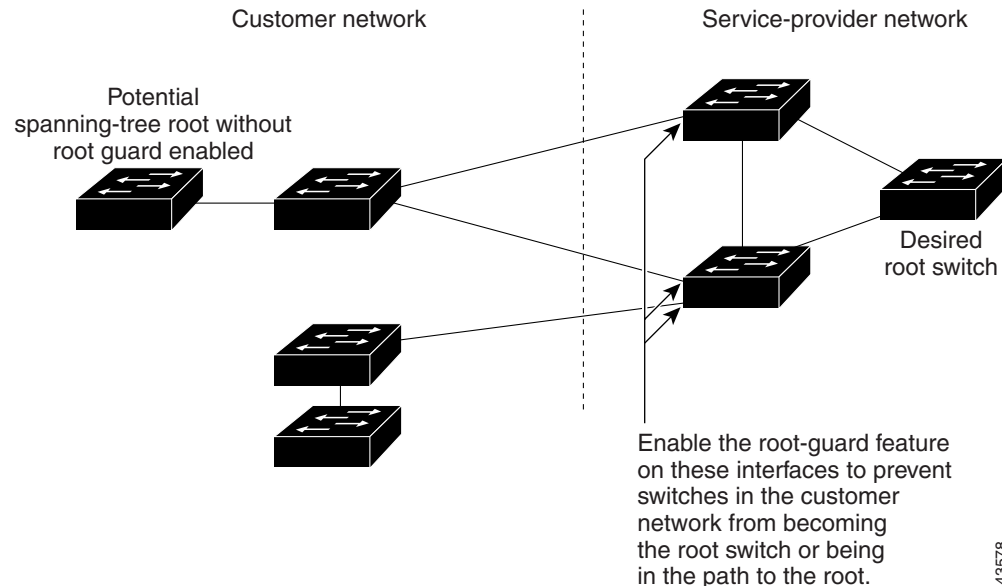 Customer network
Service-provider network
Potential
spanning-tree root without
root guard enabled
Desired
root switch
Enable the root-guard feature
on these interfaces to prevent
switches in the customer
network from becoming
the root switch or being
in the path to the root.
43578